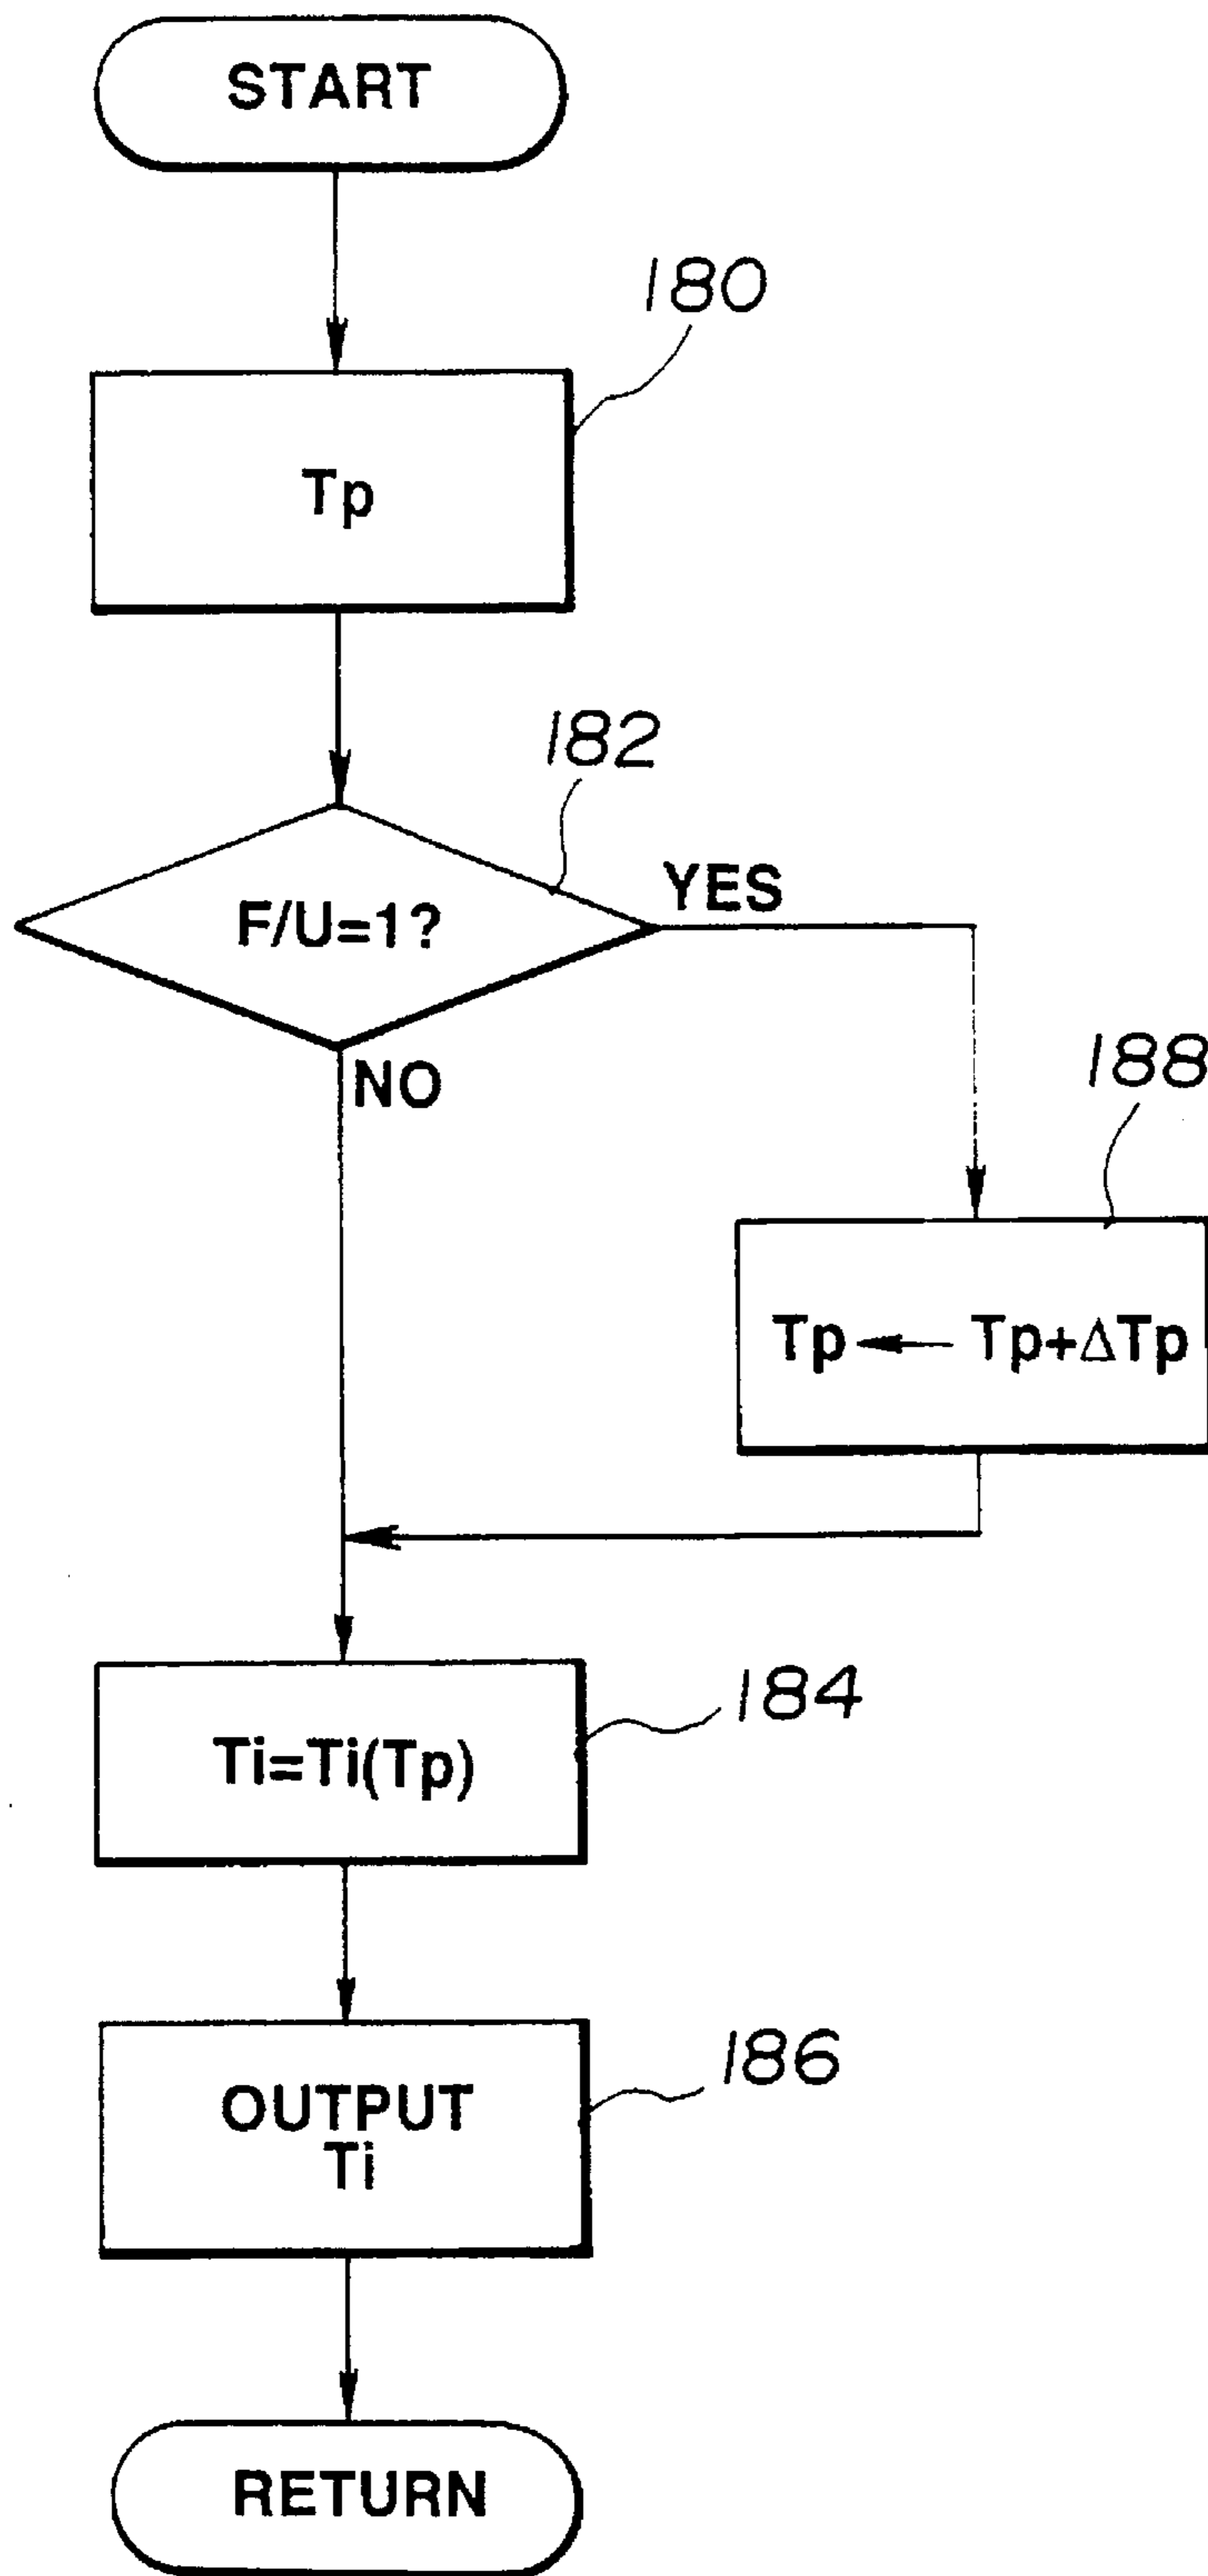 START
180
Tp
182
F/U=1?
YES
NO
188
Tp ← Tp+ΔTp
184
Ti=Ti(Tp)
186
OUTPUT
Ti
RETURN